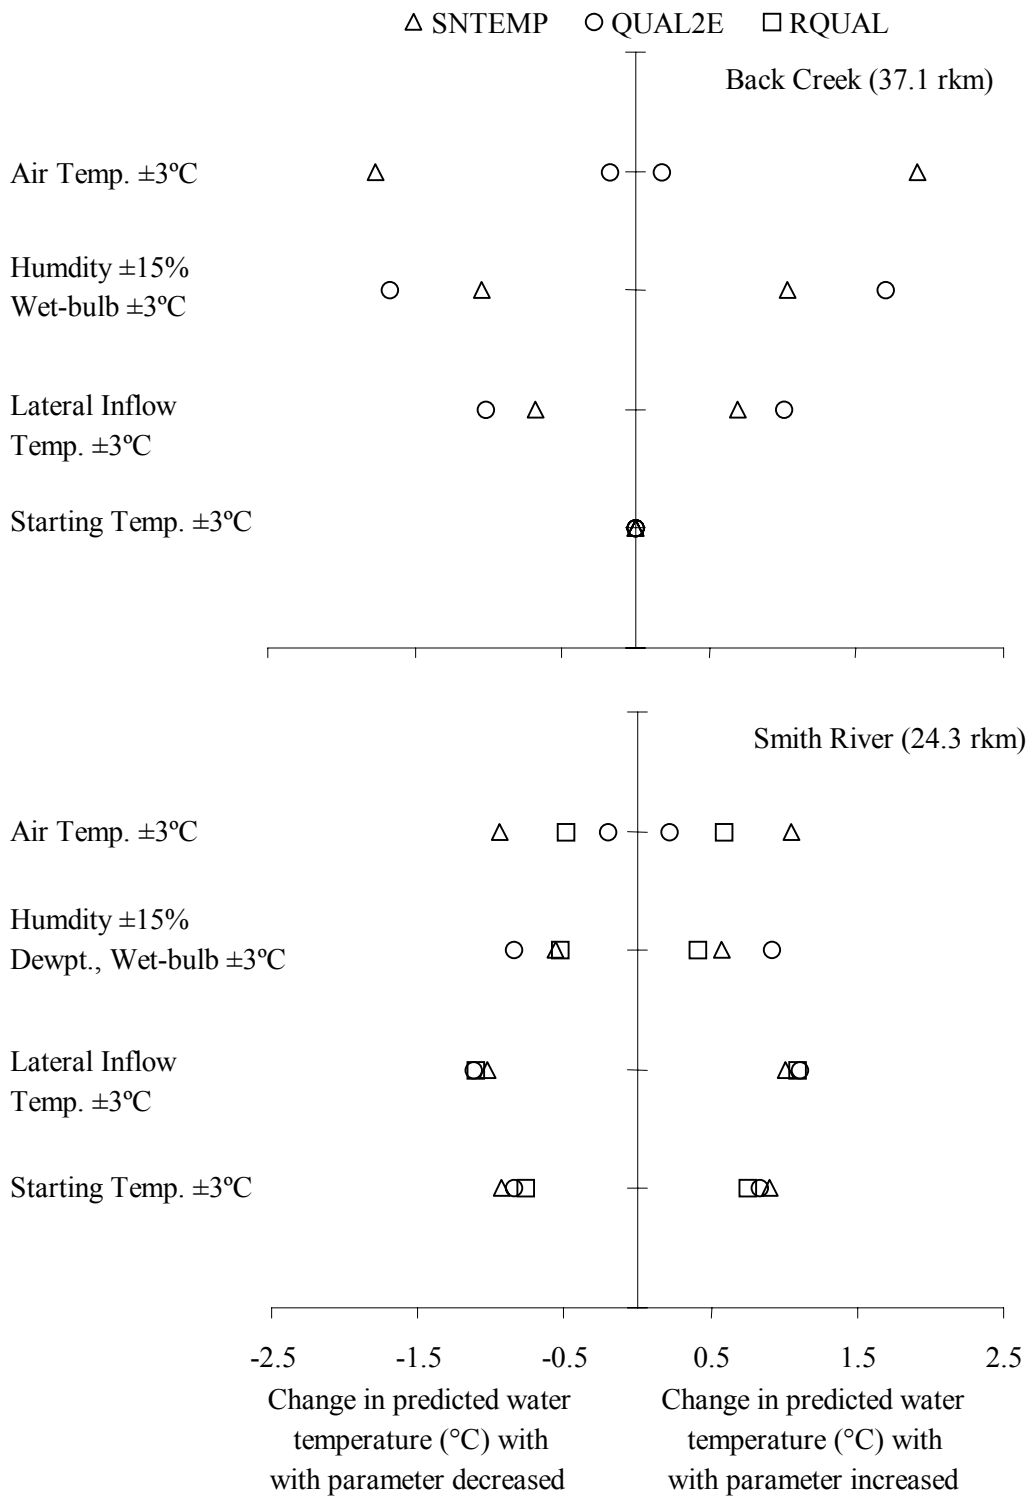 SNTEMP QUAL2E RQUAL
Back Creek (37.1 rkm)
Air Temp. ±3ºC
Humdity ±15%
Wet-bulb ±3ºC
Lateral Inflow
Temp. ±3ºC
Starting Temp. ±3ºC
Smith River (24.3 rkm)
Air Temp. ±3ºC
Humdity ±15%
Dewpt., Wet-bulb ±3ºC
Lateral Inflow
Temp. ±3ºC
Starting Temp. ±3ºC
-2.5 -1.5 -0.5 0.5 1.5 2.5
Change in predicted water
temperature (°C) with
with parameter decreased
Change in predicted water
temperature (°C) with
with parameter increased